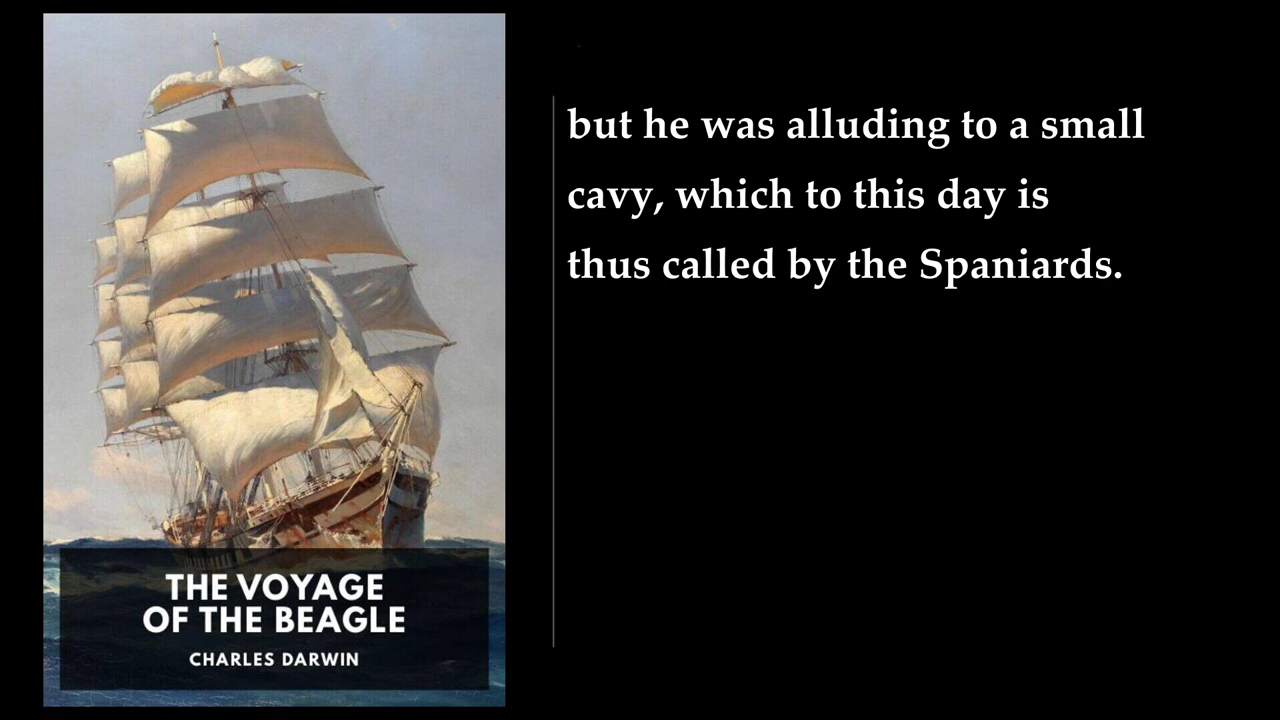 but he was alluding to a small
cavy, which to this day is
thus called by the Spaniards.
THE VOYAGE
OF THE BEAGLE
CHARLES DARWIN